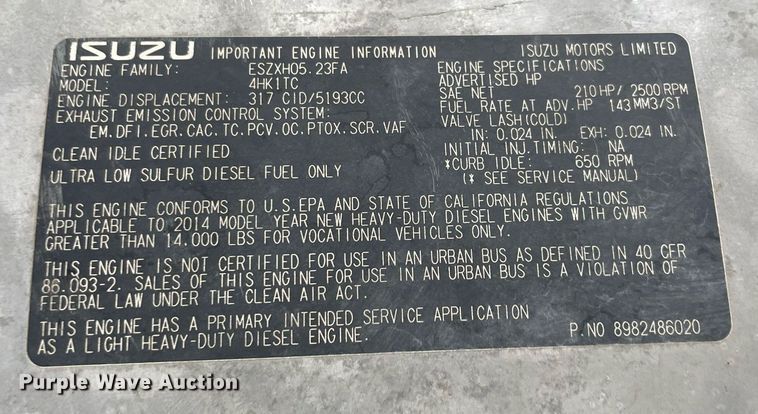 ISUZU IMPORTANT ENGINE INFORMATION ISUZU MOTORS LIMITED
ENGINE FAMILY: ESZXH05.23FA
MODEL: 4HK1TC
ENGINE DISPLACEMENT: 317 CID/5193CC
EXHAUST EMISSION CONTROL SYSTEM:
EM.DFI.EGR.CAC.TC.PCV.OC.PTOX.SCR.VAF
CLEAN IDLE CERTIFIED
ULTRA LOW SULFUR DIESEL FUEL ONLY
ENGINE SPECIFICATIONS
ADVERTISED HP
SAE NET 210HP/ 2500RPM
FUEL RATE AT ADV.HP 143MM3/ST
VALVE LASH(COLD)
IN: 0.024 IN. EXH: 0.024 IN.
INITIAL INJ.TIMING: NA
*CURB IDLE: 650 RPM
(* SEE SERVICE MANUAL)
THIS ENGINE CONFORMS TO U.S.EPA AND STATE OF CALIFORNIA REGULATIONS
APPLICABLE TO 2014 MODEL YEAR NEW HEAVY-DUTY DIESEL ENGINES WITH GVWR
GREATER THAN 14.000 LBS FOR VOCATIONAL VEHICLES ONLY.
THIS ENGINE IS NOT CERTIFIED FOR USE IN AN URBAN BUS AS DEFINED IN 40 CFR
86.093-2. SALES OF THIS ENGINE FOR USE IN AN URBAN BUS IS A VIOLATION OF
FEDERAL LAW UNDER THE CLEAN AIR ACT.
THIS ENGINE HAS A PRIMARY INTENDED SERVICE APPLICATION
AS A LIGHT HEAVY-DUTY DIESEL ENGINE.
P.NO 8982486020
Purple Wave Auction